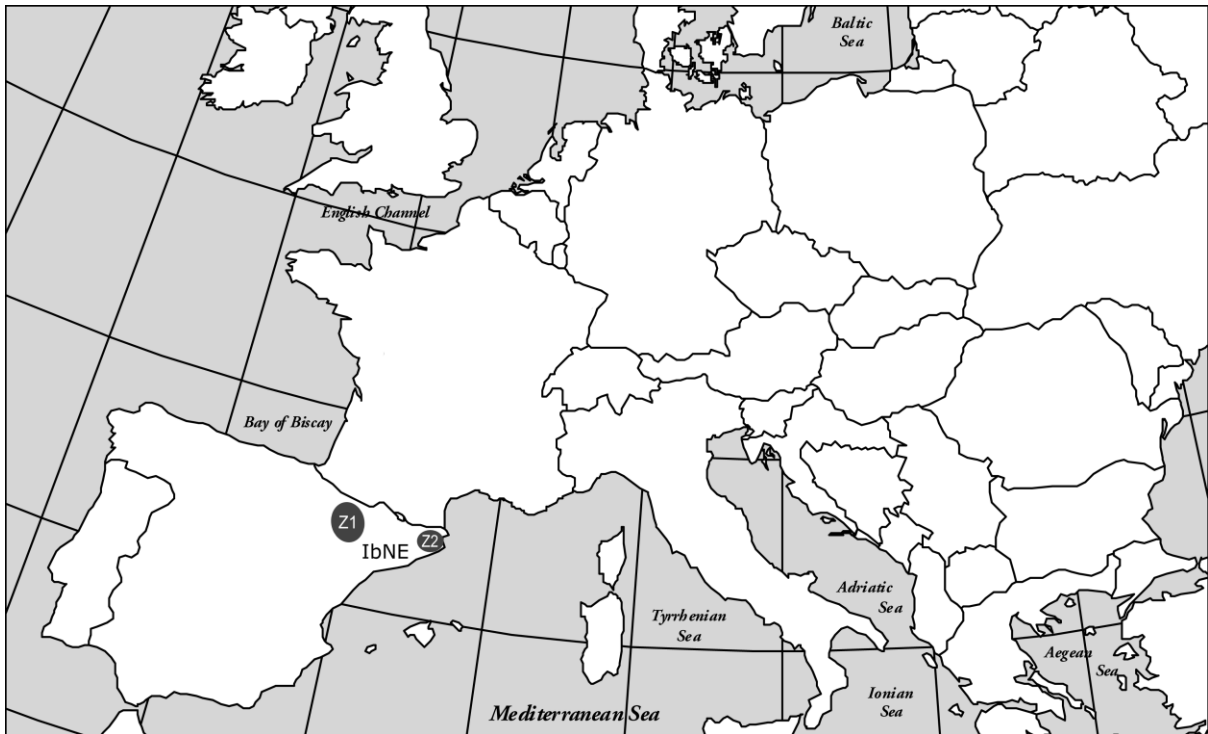 Baltic
Sea
English Channel
Bay of Biscay
Z1
Z2
IbNE
Adriatic
Sea
Tyrrhenian
Sea
Aegean
Sea
Ionian
Sea
Mediterranean Sea